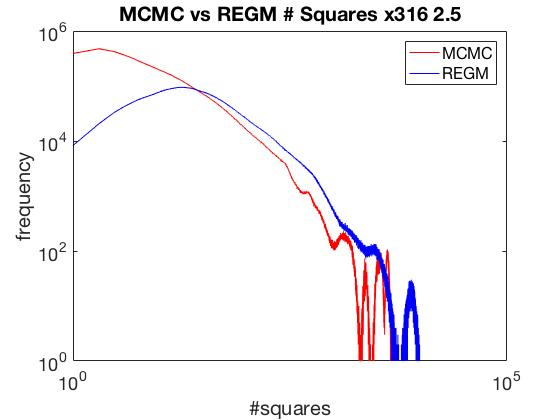 MCMC vs REGM # Squares x316 2.5
10^6
MCMC
REGM
10^4
frequency
10^2
10^0
10^0
10^5
#squares